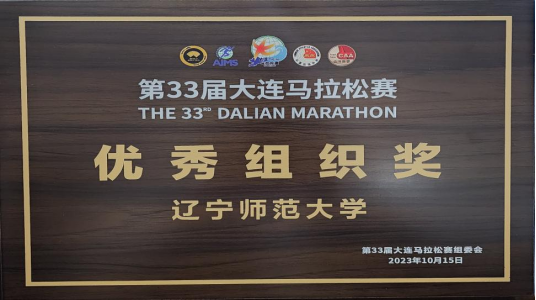 AIMS
CAA
第33届大连马拉松赛
THE 33RD DALIAN MARATHON
优秀组织奖
辽宁师范大学
第33届大连马拉松赛组委会
2023年10月15日